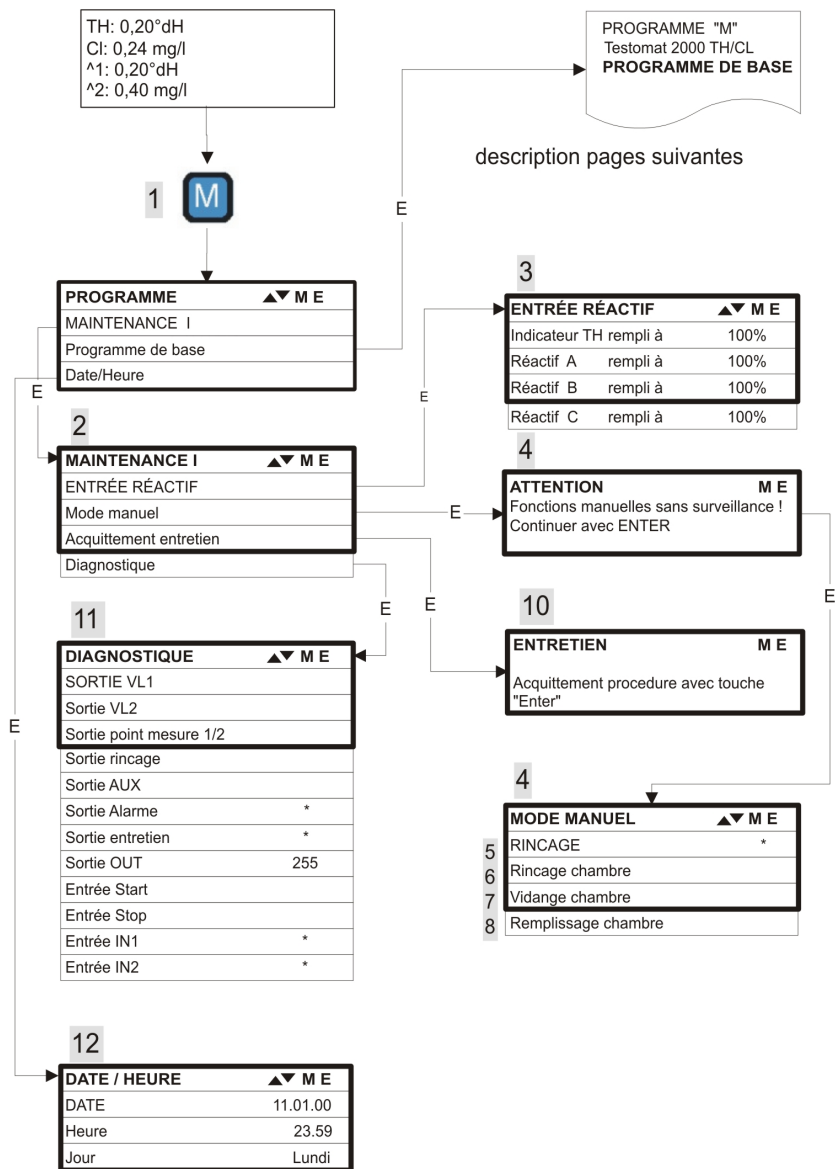 TH: 0,20°dH
Cl: 0,24 mg/l
^1: 0,20°dH
^2: 0,40 mg/l
PROGRAMME "M"
Testomat 2000 TH/CL
PROGRAMME DE BASE
description pages suivantes
1 M
E
PROGRAMME ▲▼ M E
MAINTENANCE I
Programme de base
Date/Heure
E
3
ENTRÉE RÉACTIF ▲▼ M E
Indicateur TH rempli à 100%
Réactif A rempli à 100%
Réactif B rempli à 100%
Réactif C rempli à 100%
E
2
MAINTENANCE I ▲▼ M E
ENTRÉE RÉACTIF
Mode manuel
Acquittement entretien
Diagnostique
E
4
ATTENTION M E
Fonctions manuelles sans surveillance !
Continuer avec ENTER
E
E
E
10
ENTRETIEN M E
Acquittement procedure avec touche
"Enter"
11
DIAGNOSTIQUE ▲▼ M E
SORTIE VL1
Sortie VL2
Sortie point mesure 1/2
Sortie rincage
Sortie AUX
Sortie Alarme *
Sortie entretien *
Sortie OUT 255
Entrée Start
Entrée Stop
Entrée IN1 *
Entrée IN2 *
E
4
MODE MANUEL ▲▼ M E
5 RINCAGE *
6 Rincage chambre
7 Vidange chambre
8 Remplissage chambre
12
DATE / HEURE ▲▼ M E
DATE 11.01.00
Heure 23.59
Jour Lundi